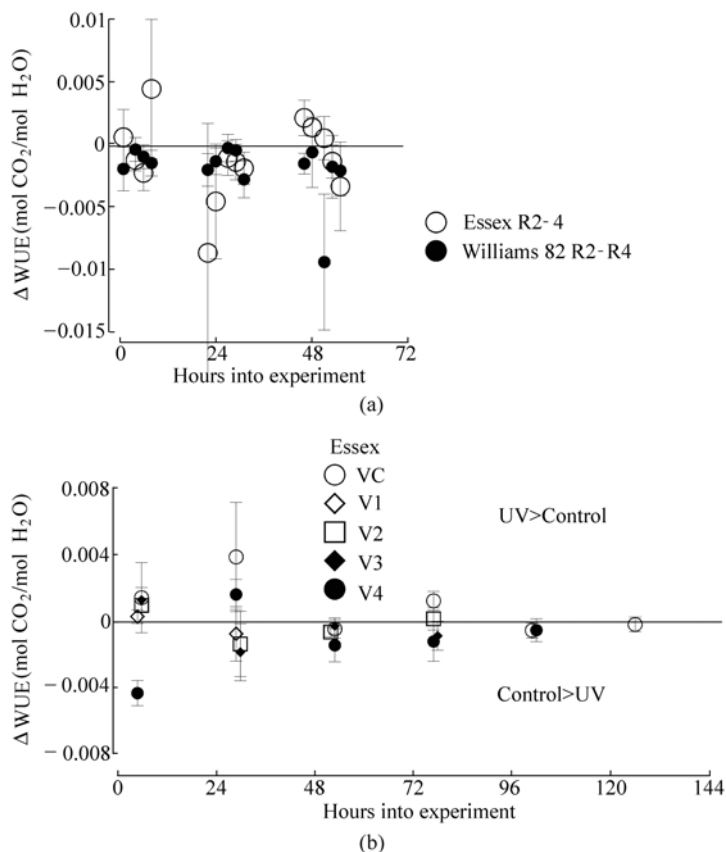 0.01
0.005
0
−0.005
−0.01
−0.015
Δ WUE (mol CO₂/mol H₂O)
0 24 48 72
Hours into experiment
Essex R2- 4
Williams 82 R2-R4
(a)
Essex
VC
V1
V2
V3
V4
0.008
0.004
0
−0.004
−0.008
Δ WUE (mol CO₂/mol H₂O)
UV>Control
Control>UV
0 24 48 72 96 120 144
Hours into experiment
(b)